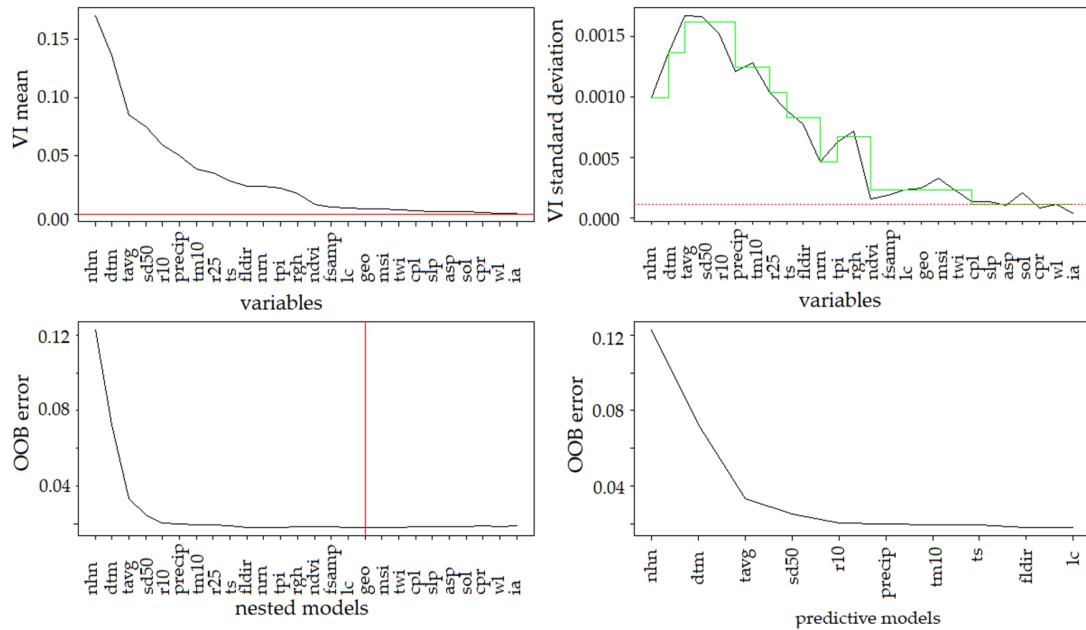 VI mean
0.15
0.10
0.05
0.00
nhn
dtm
tavg
sd50
r10
precip
tm10
r25
ts
fldir
nrn
tpi
rgh
ndvi
fsamp
lc
geo
msi
twi
cpl
slp
asp
sol
cpr
wl
ia
variables
VI standard deviation
0.0015
0.0010
0.005
0.000
nhn
dtm
tavg
sd50
r10
precip
tm10
r25
ts
fldir
nrn
tpi
rgh
ndvi
fsamp
lc
geo
msi
twi
cpl
slp
asp
sol
cpr
wl
ia
variables
OOB error
0.12
0.08
0.04
nhn
dtm
tavg
sd50
r10
precip
tm10
r25
ts
fldir
nrn
tpi
rgh
ndvi
fsamp
lc
geo
msi
twi
cpl
slp
asp
sol
cpr
wl
ia
nested models
OOB error
0.12
0.08
0.04
nhn
dtm
tavg
sd50
r10
precip
tm10
ts
fldir
lc
predictive models